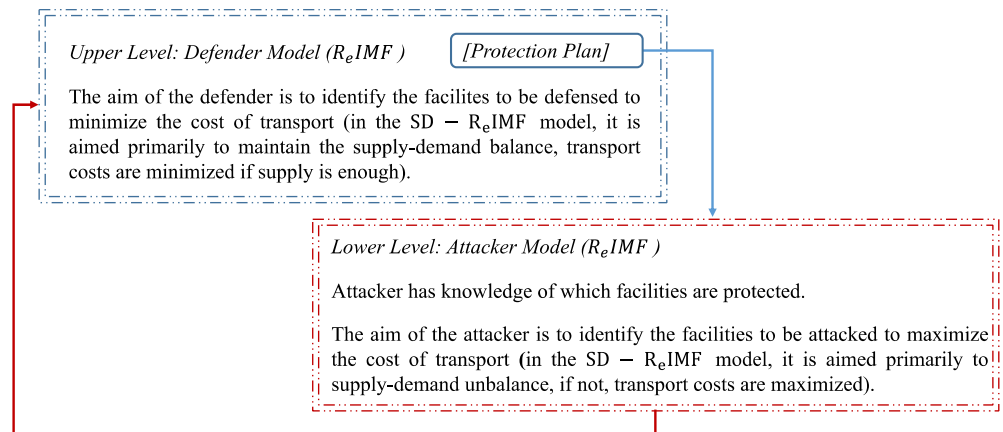 Upper Level: Defender Model (RₑIMF )
[Protection Plan]
The aim of the defender is to identify the facilites to be defensed to
minimize the cost of transport (in the SD − RₑIMF model, it is
aimed primarily to maintain the supply-demand balance, transport
costs are minimized if supply is enough).
Lower Level: Attacker Model (RₑIMF )
Attacker has knowledge of which facilities are protected.
The aim of the attacker is to identify the facilities to be attacked to maximize
the cost of transport (in the SD − RₑIMF model, it is aimed primarily to
supply-demand unbalance, if not, transport costs are maximized).